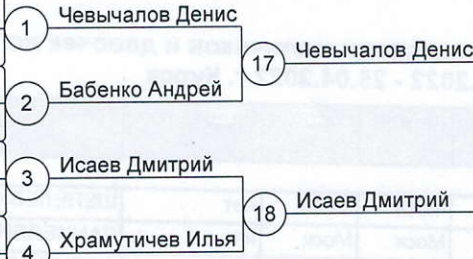 1
Чевычалов Денис
17
Чевычалов Денис
2
Бабенко Андрей
3
Исаев Дмитрий
18
Исаев Дмитрий
4
Храмутичев Илья